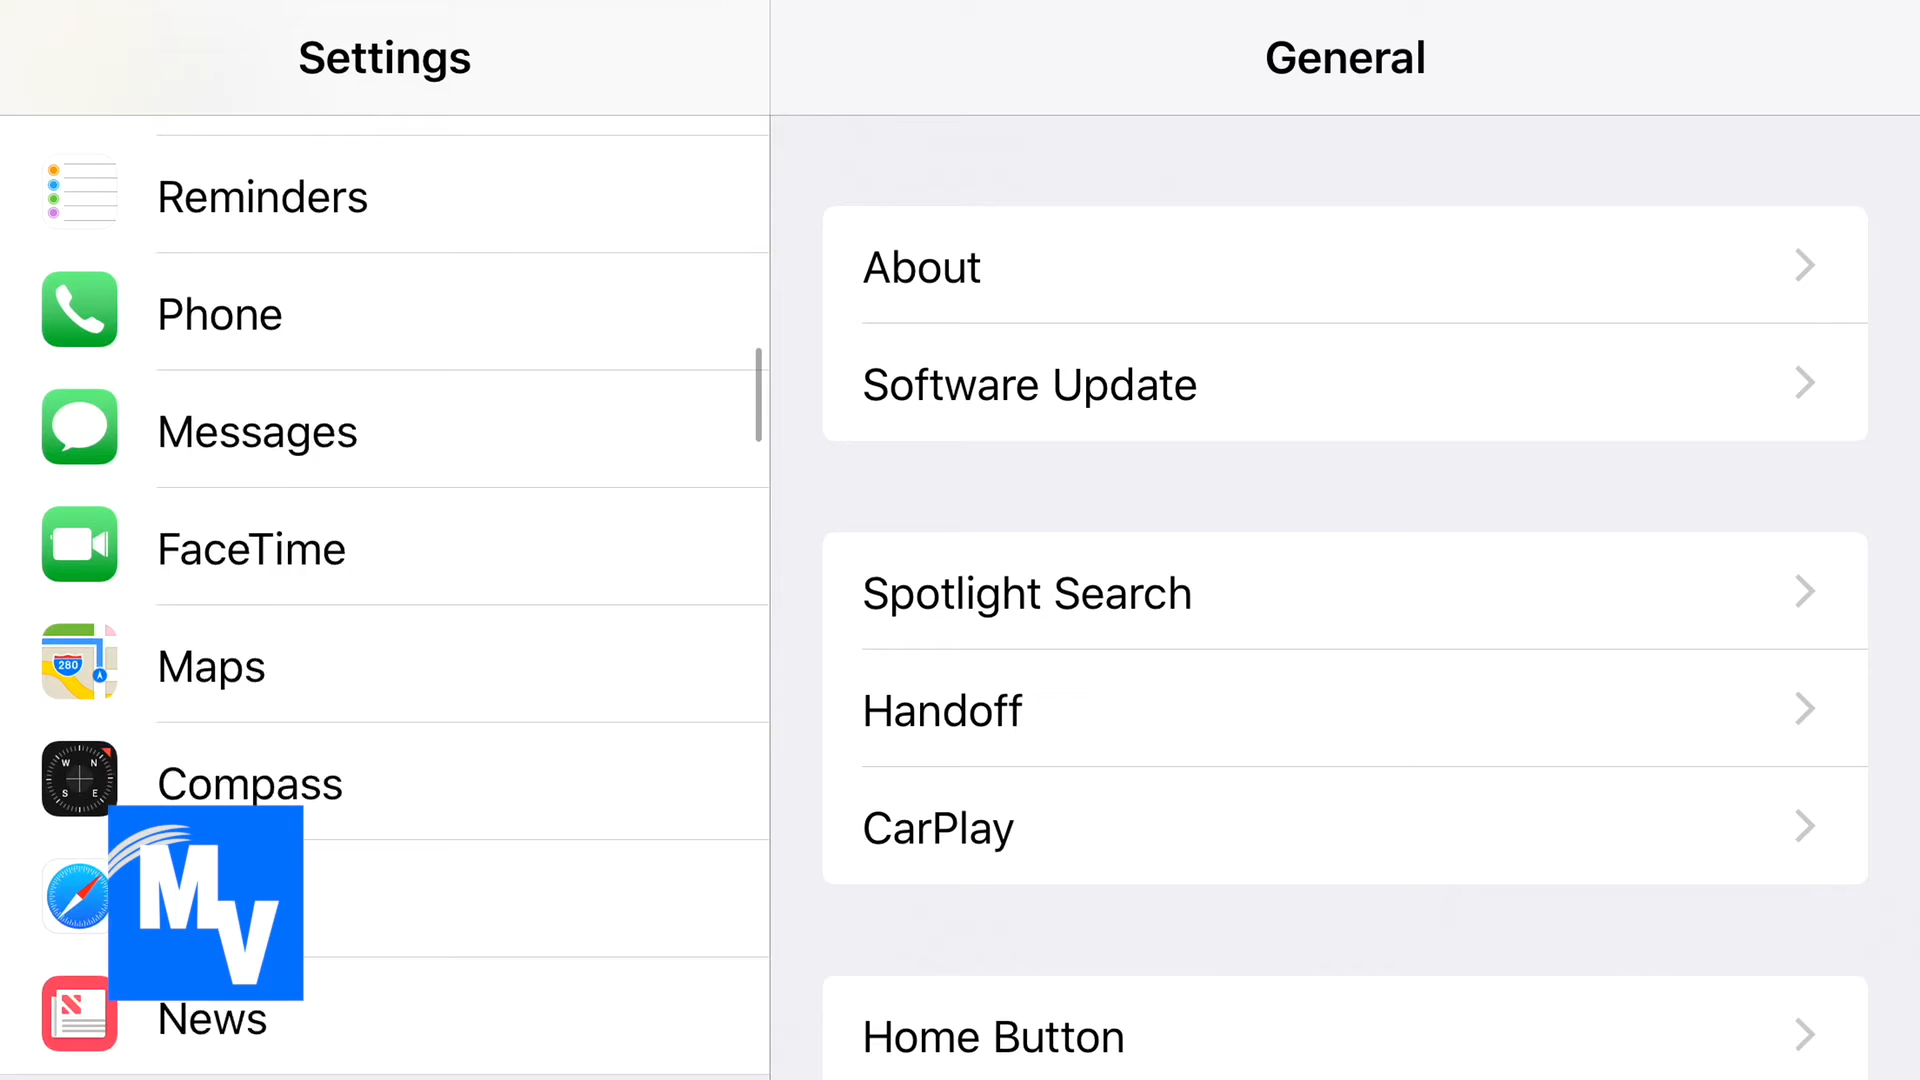 Settings
Reminders
Phone
Messages
FaceTime
Maps
280
Compass
W N
S E
MV
News
General
About
Software Update
Spotlight Search
Handoff
CarPlay
Home Button